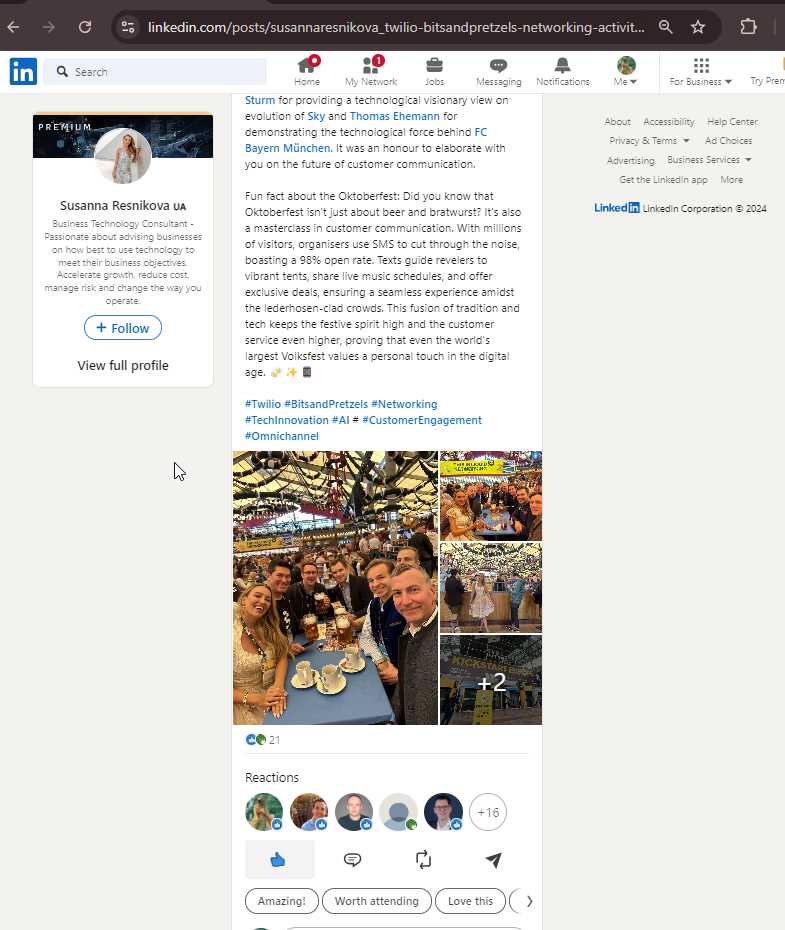 linkedin.com/posts/susannaresnikova_twilio-bitsandpretzels-networking-activit...
in
Search
Home
1
My Network
Jobs
Messaging
Notifications
Me
For Business
Try Prem
PREMIUM
Susanna Resnikova UA
Business Technology Consultant -
Passionate about advising businesses
on how best to use technology to
meet their business objectives.
Accelerate growth, reduce cost,
manage risk and change the way you
operate.
+ Follow
View full profile
Sturm for providing a technological visionary view on
evolution of Sky and Thomas Ehemann for
demonstrating the technological force behind FC
Bayern München. It was an honour to elaborate with
you on the future of customer communication.
Fun fact about the Oktoberfest: Did you know that
Oktoberfest isn't just about beer and bratwurst? It's also
a masterclass in customer communication. With millions
of visitors, organisers use SMS to cut through the noise,
boasting a 98% open rate. Texts guide revelers to
vibrant tents, share live music schedules, and offer
exclusive deals, ensuring a seamless experience amidst
the lederhosen-clad crowds. This fusion of tradition and
tech keeps the festive spirit high and the customer
service even higher, proving that even the world's
largest Volksfest values a personal touch in the digital
age.
#Twilio #BitsandPretzels #Networking
#TechInnovation #AI # #CustomerEngagement
#Omnichannel
KICKSTART
+2
21
Reactions
+16
Amazing!
Worth attending
Love this
About Accessibility Help Center
Privacy & Terms Ad Choices
Advertising Business Services
Get the LinkedIn app More
LinkedIn LinkedIn Corporation © 2024